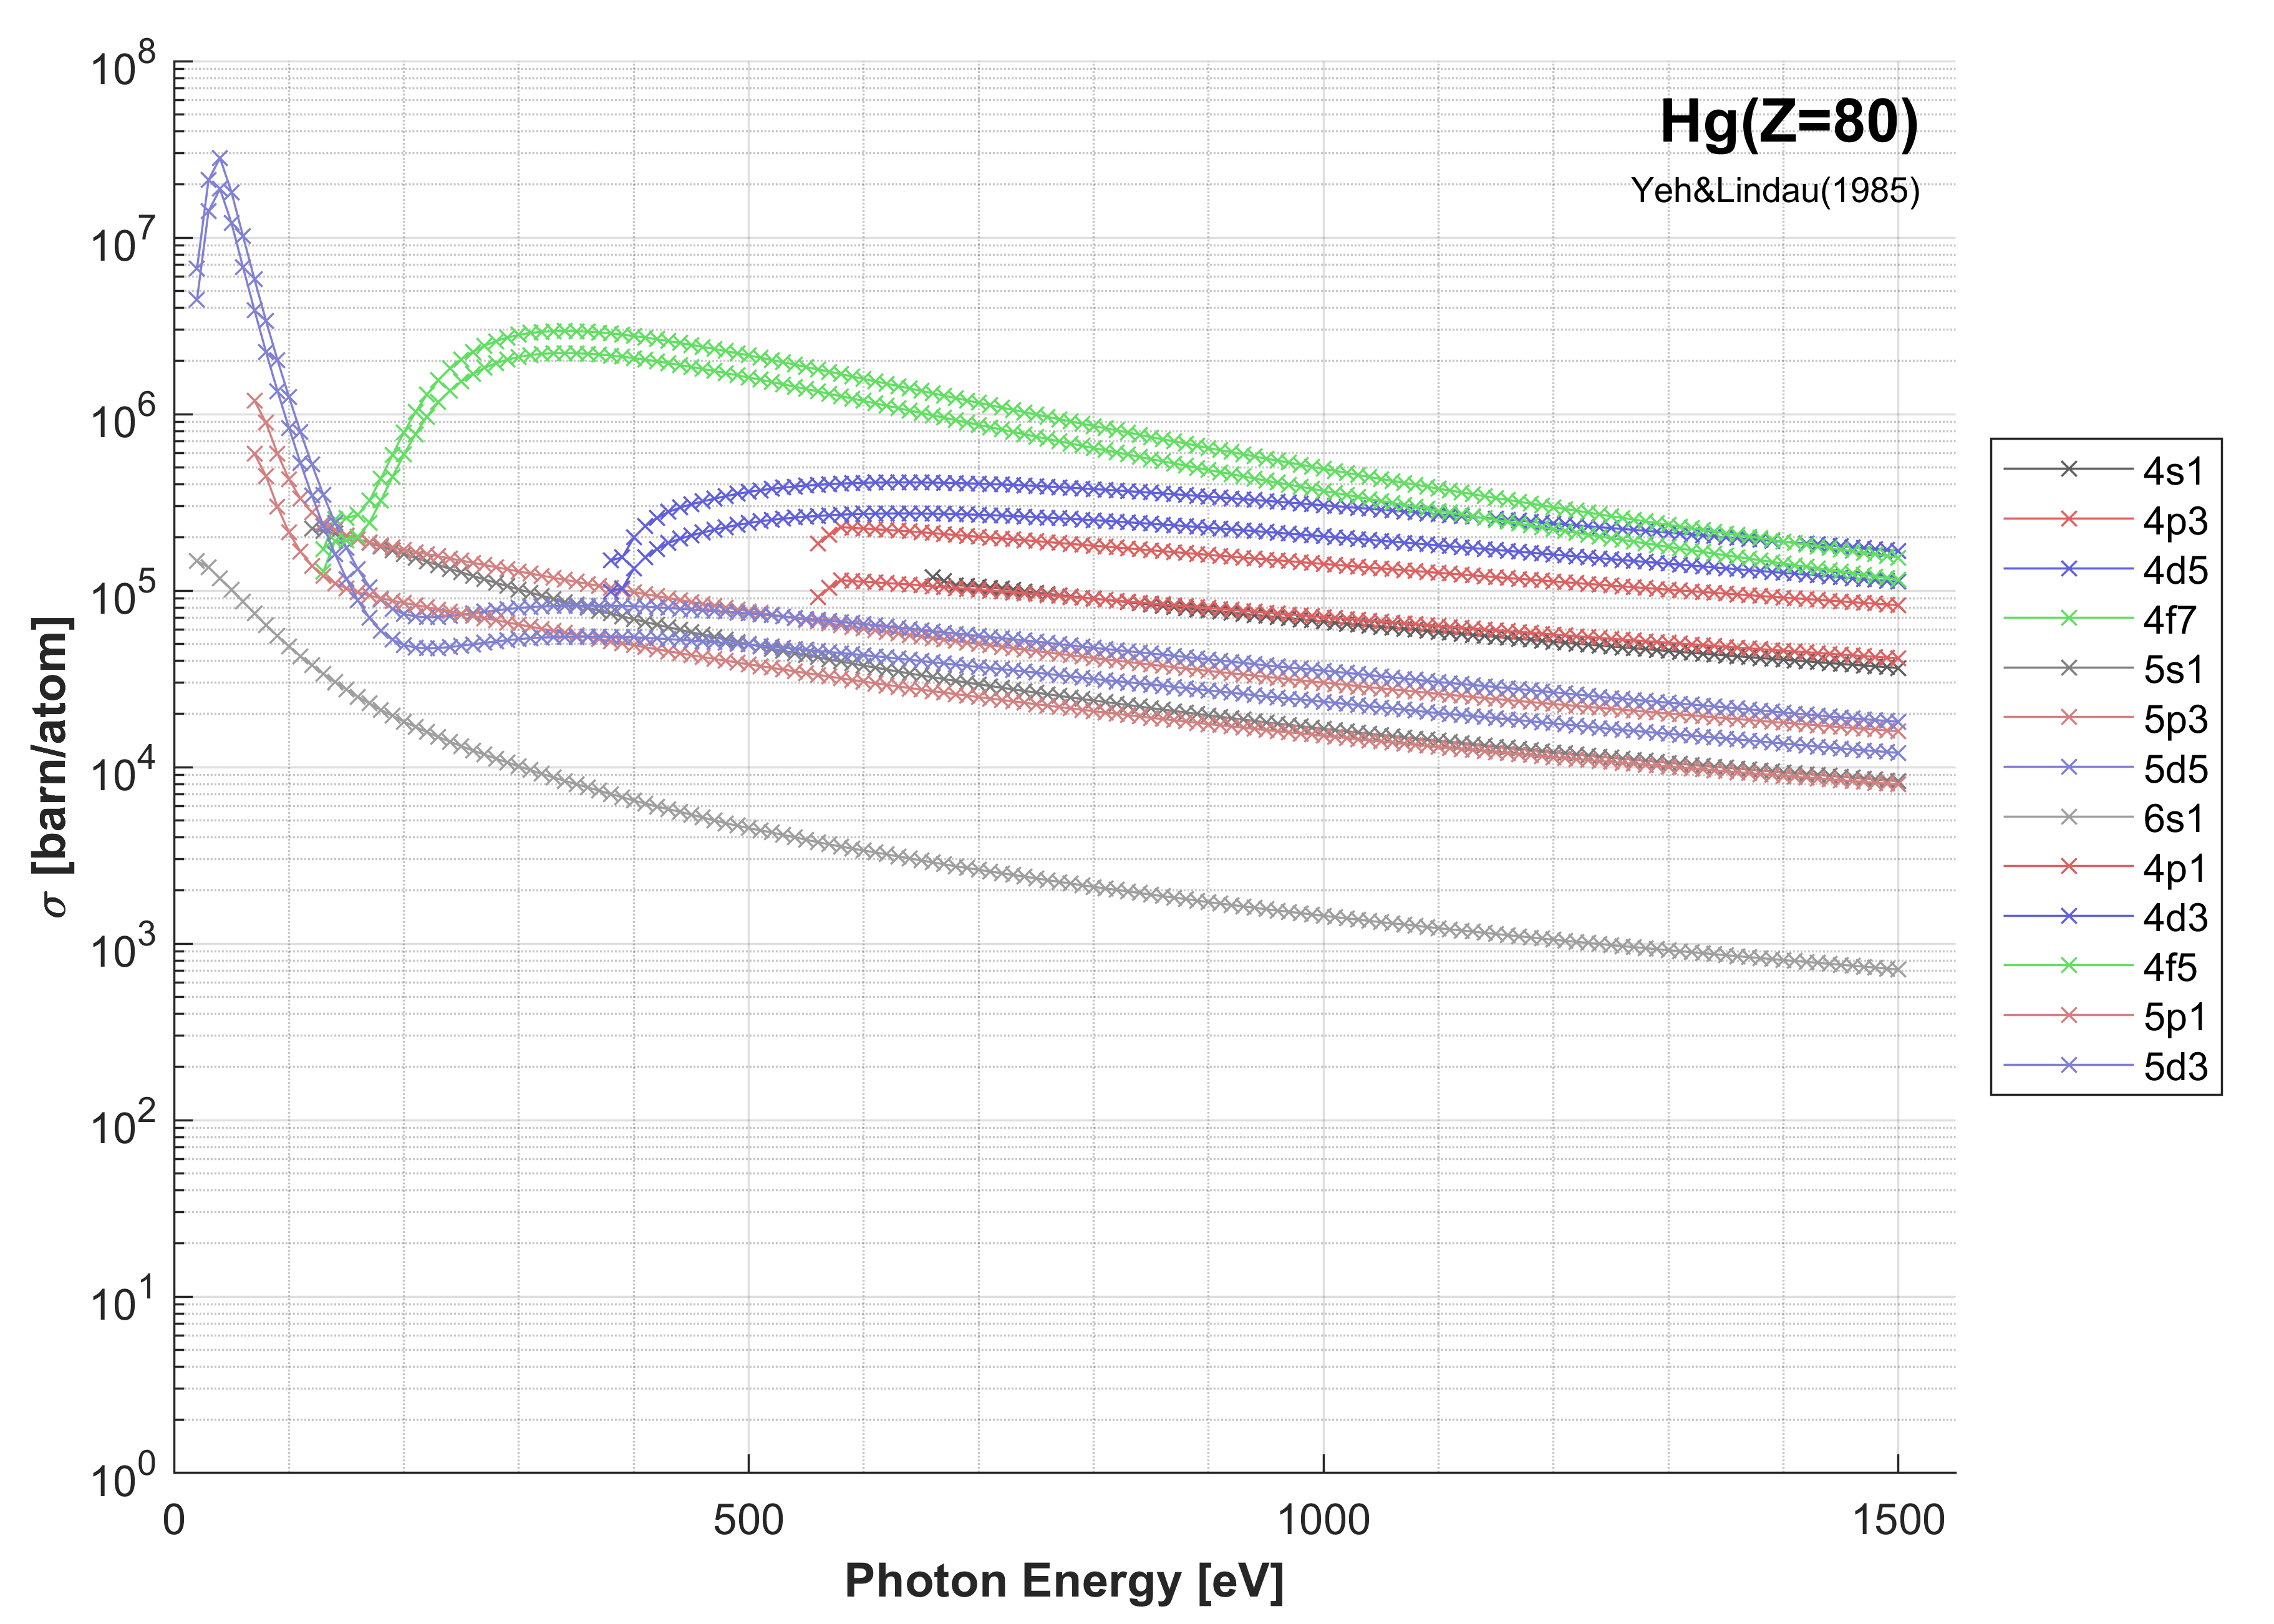 Hg(Z=80)
Yeh&Lindau(1985)
10^8
10^7
10^6
10^5
10^4
10^3
10^2
10^1
10^0
σ [barn/atom]
0 500 1000 1500
Photon Energy [eV]
4s1
4p3
4d5
4f7
5s1
5p3
5d5
6s1
4p1
4d3
4f5
5p1
5d3